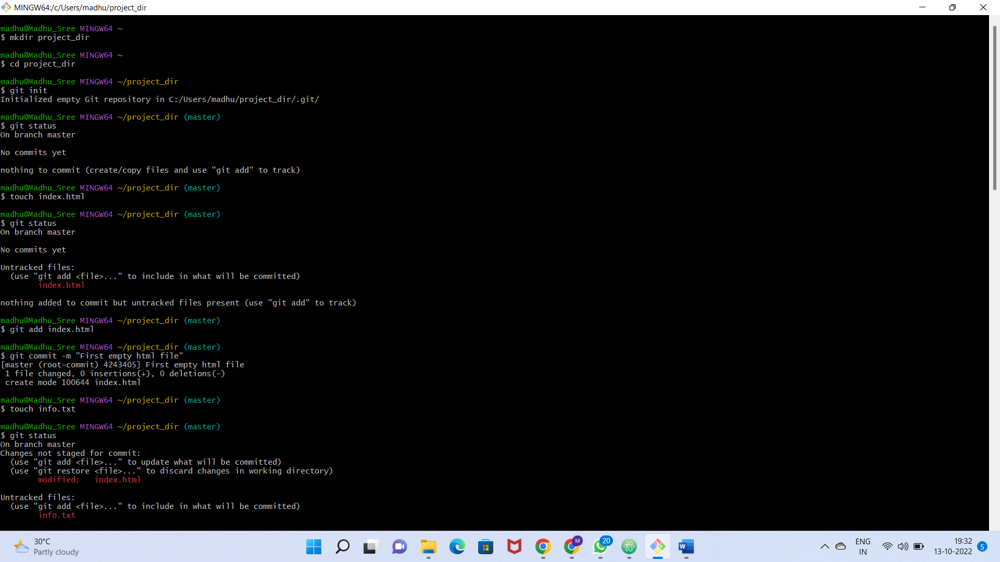 MINGW64:/c/Users/madhu/project_dir
madhu@Madhu_Sree MINGW64 ~
$ mkdir project_dir
madhu@Madhu_Sree MINGW64 ~
$ cd project_dir
madhu@Madhu_Sree MINGW64 ~/project_dir
$ git init
Initialized empty Git repository in C:/Users/madhu/project_dir/.git/
madhu@Madhu_Sree MINGW64 ~/project_dir (master)
$ git status
On branch master
No commits yet
nothing to commit (create/copy files and use "git add" to track)
madhu@Madhu_Sree MINGW64 ~/project_dir (master)
$ touch index.html
madhu@Madhu_Sree MINGW64 ~/project_dir (master)
$ git status
On branch master
No commits yet
Untracked files:
  (use "git add <file>..." to include in what will be committed)
        index.html
nothing added to commit but untracked files present (use "git add" to track)
madhu@Madhu_Sree MINGW64 ~/project_dir (master)
$ git add index.html
madhu@Madhu_Sree MINGW64 ~/project_dir (master)
$ git commit -m "First empty html file"
[master (root-commit) 4243405] First empty html file
 1 file changed, 0 insertions(+), 0 deletions(-)
 create mode 100644 index.html
madhu@Madhu_Sree MINGW64 ~/project_dir (master)
$ touch info.txt
madhu@Madhu_Sree MINGW64 ~/project_dir (master)
$ git status
On branch master
Changes not staged for commit:
  (use "git add <file>..." to update what will be committed)
  (use "git restore <file>..." to discard changes in working directory)
        modified:   index.html
Untracked files:
  (use "git add <file>..." to include in what will be committed)
        info.txt
30°C
Partly cloudy
M
20
W
ENG
IN
19:32
13-10-2022
5